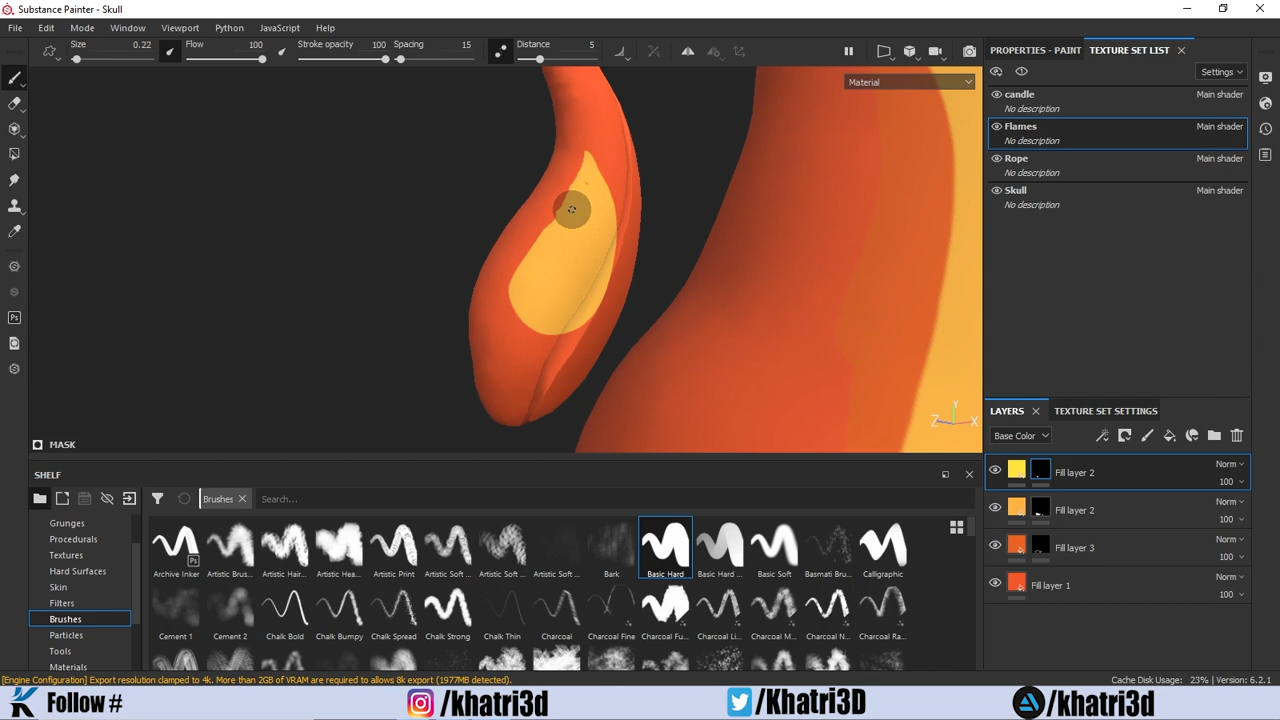 Substance Painter - Skull
File Edit Mode Window Viewport Python JavaScript Help
Size 0.22 Flow 100 Stroke opacity 100 Spacing 15 Distance 5
Material
PROPERTIES - PAINT TEXTURE SET LIST
Settings
candle Main shader
No description
Flames Main shader
No description
Rope Main shader
No description
Skull Main shader
No description
Y
Z X
MASK
LAYERS TEXTURE SET SETTINGS
Base Color
Fill layer 2 Norm 100
Fill layer 2 Norm 100
Fill layer 3 Norm 100
Fill layer 1 Norm 100
SHELF
Brushes Search...
Grunges
Procedurals
Textures
Hard Surfaces
Skin
Filters
Brushes
Particles
Tools
Materials
Ps
Ps
Archive Inker Artistic Brus... Artistic Hair... Artistic Hea... Artistic Print Artistic Soft ... Artistic Soft ... Artistic Soft ... Bark Basic Hard Basic Hard ... Basic Soft Basmati Bru... Calligraphic
Cement 1 Cement 2 Chalk Bold Chalk Bumpy Chalk Spread Chalk Strong Chalk Thin Charcoal Charcoal Fine Charcoal Fu... Charcoal Li... Charcoal M... Charcoal N... Charcoal Ra...
[Engine Configuration] Export resolution clamped to 4k. More than 2GB of VRAM are required to allow 8k export (1977MB detected).
Cache Disk Usage: 23% | Version: 6.2.1
Follow # /khatri3d /Khatri3D /khatri3d